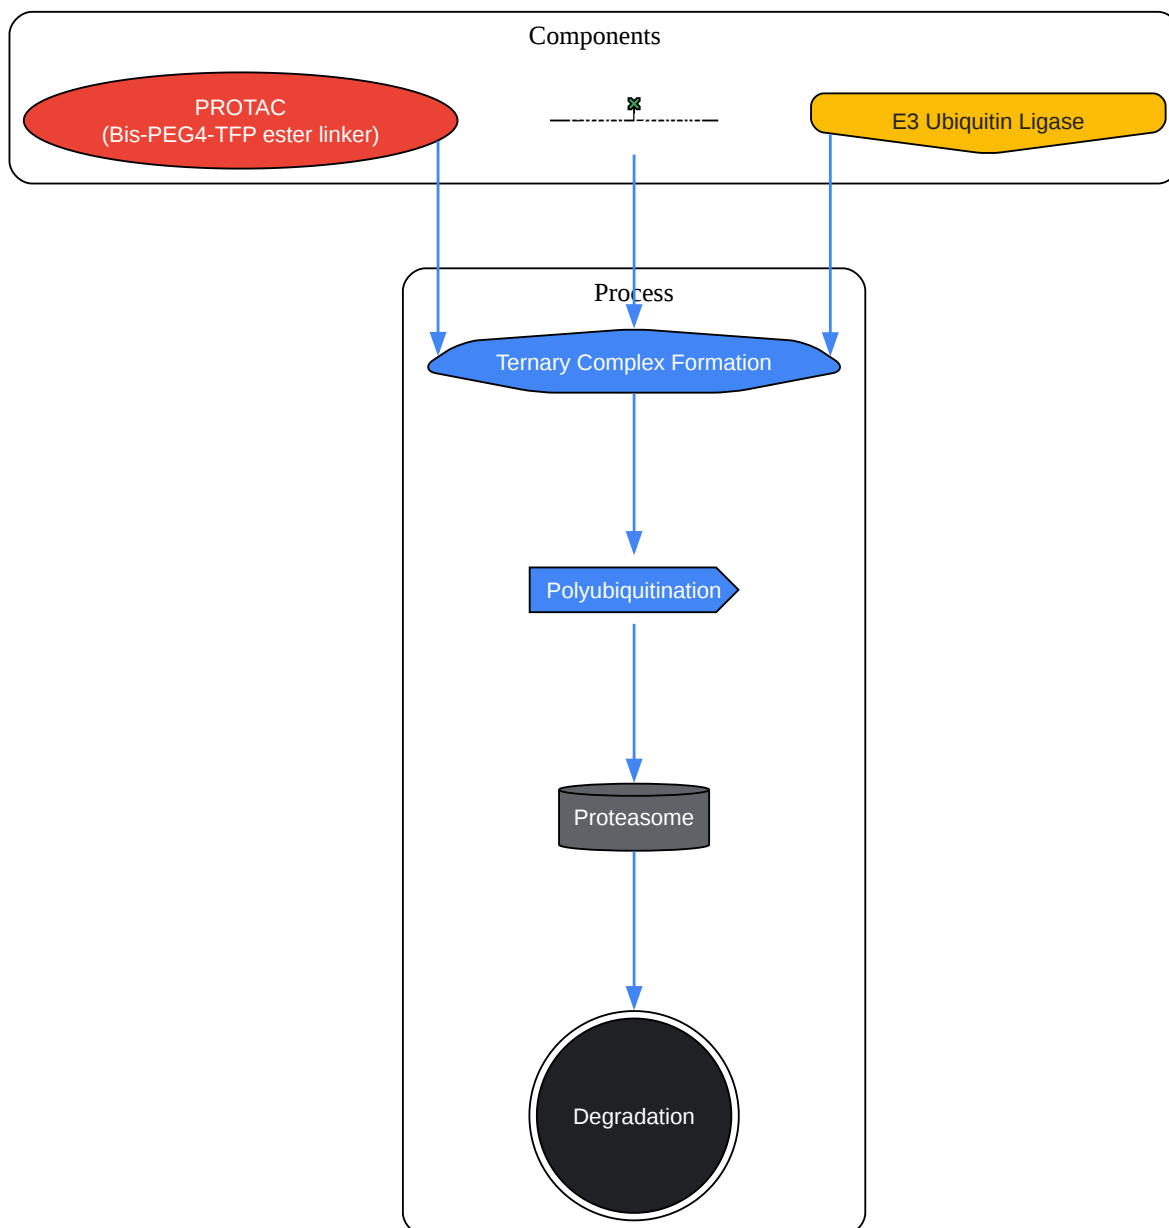 Components
PROTAC
(Bis-PEG4-TFP ester linker)
E3 Ubiquitin Ligase
Process
Ternary Complex Formation
Polyubiquitination
Proteasome
Degradation